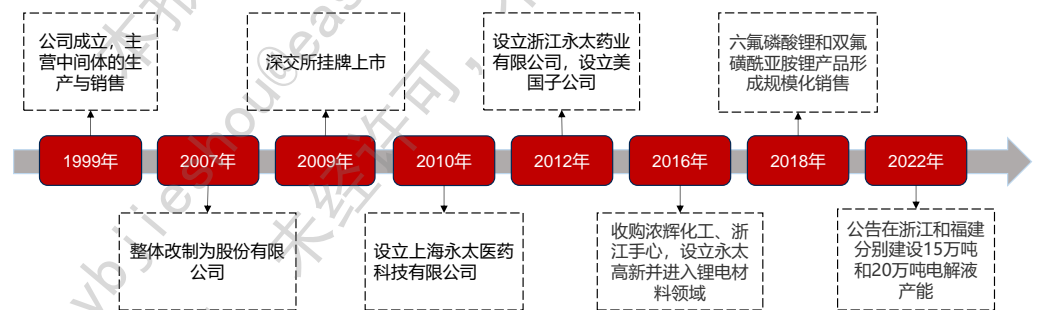 公司成立，主
营中间体的生
产与销售
深交所挂牌上市
设立浙江永太药业
有限公司，设立美
国子公司
六氟磷酸锂和双氟
磺酰亚胺锂产品形
成规模化销售
1999年
2007年
2009年
2010年
2012年
2016年
2018年
2022年
整体改制为股份有限
公司
设立上海永太医药
科技有限公司
收购浓辉化工、浙
江手心，设立永太
高新并进入锂电材
料领域
公告在浙江和福建
分别建设15万吨
和20万吨电解液
产能
未经许可，